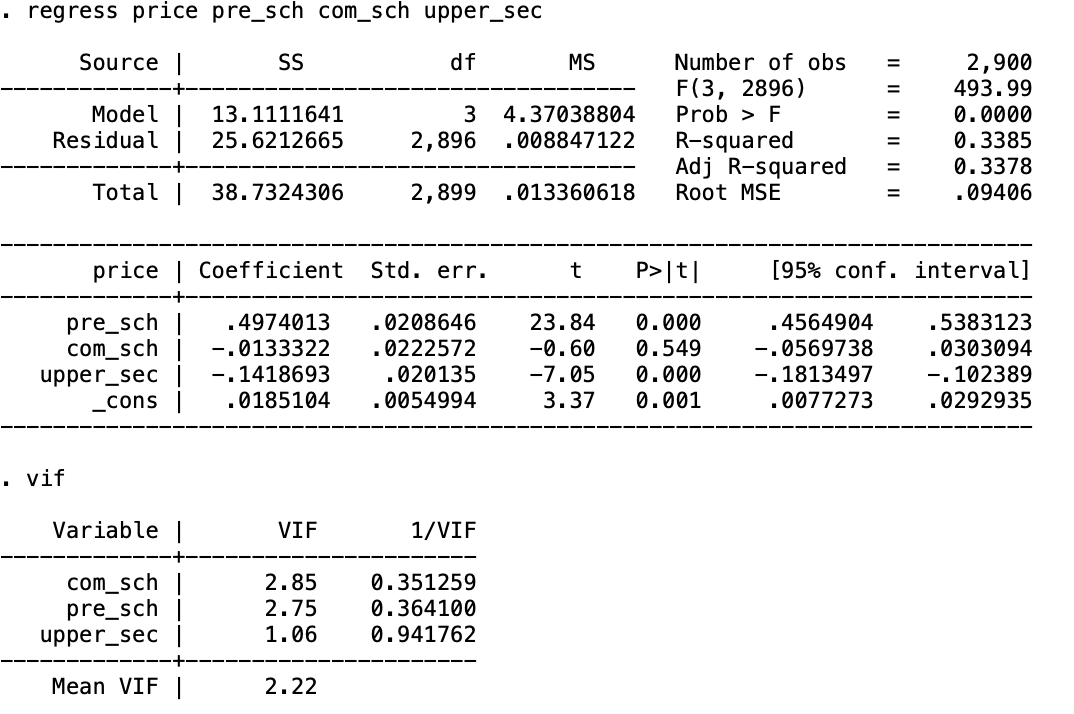 . regress price pre_sch com_sch upper_sec
Source | SS df MS Number of obs = 2,900
-------------+---------------------------------- F(3, 2896) = 493.99
Model | 13.1111641 3 4.37038804 Prob > F = 0.0000
Residual | 25.6212665 2,896 .008847122 R-squared = 0.3385
-------------+---------------------------------- Adj R-squared = 0.3378
Total | 38.7324306 2,899 .013360618 Root MSE = .09406
------------------------------------------------------------------------------
price | Coefficient Std. err. t P>|t| [95% conf. interval]
-------------+----------------------------------------------------------------
pre_sch | .4974013 .0208646 23.84 0.000 .4564904 .5383123
com_sch | -.0133322 .0222572 -0.60 0.549 -.0569738 .0303094
upper_sec | -.1418693 .020135 -7.05 0.000 -.1813497 -.102389
_cons | .0185104 .0054994 3.37 0.001 .0077273 .0292935
------------------------------------------------------------------------------
. vif
Variable | VIF 1/VIF
-------------+----------------------
com_sch | 2.85 0.351259
pre_sch | 2.75 0.364100
upper_sec | 1.06 0.941762
-------------+----------------------
Mean VIF | 2.22